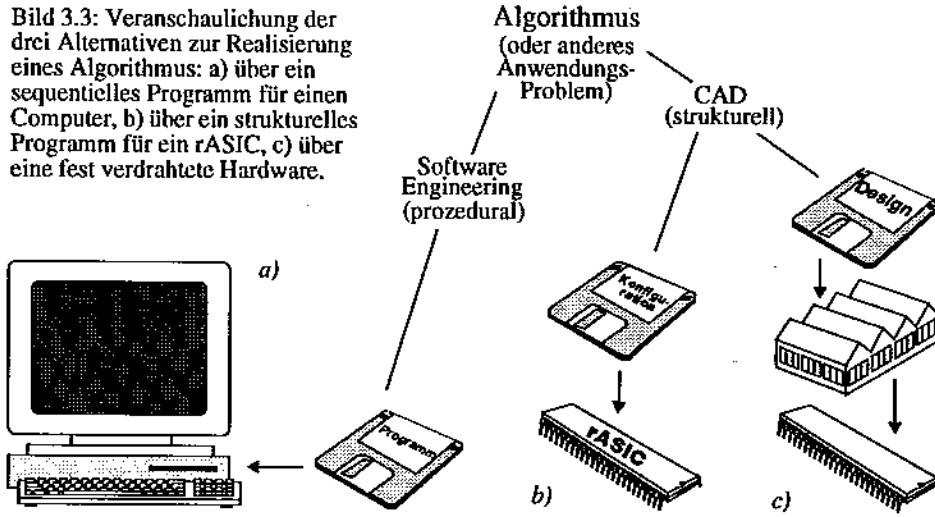 Bild 3.3: Veranschaulichung der
drei Alternativen zur Realisierung
eines Algorithmus: a) über ein
sequentielles Programm für einen
Computer, b) über ein strukturelles
Programm für ein rASIC, c) über
eine fest verdrahtete Hardware.
Algorithmus
(oder anderes
Anwendungs-
Problem)
CAD
(strukturell)
Software
Engineering
(prozedural)
Design
a)
Konfigu-
ration
Programm
rASIC
b)
c)